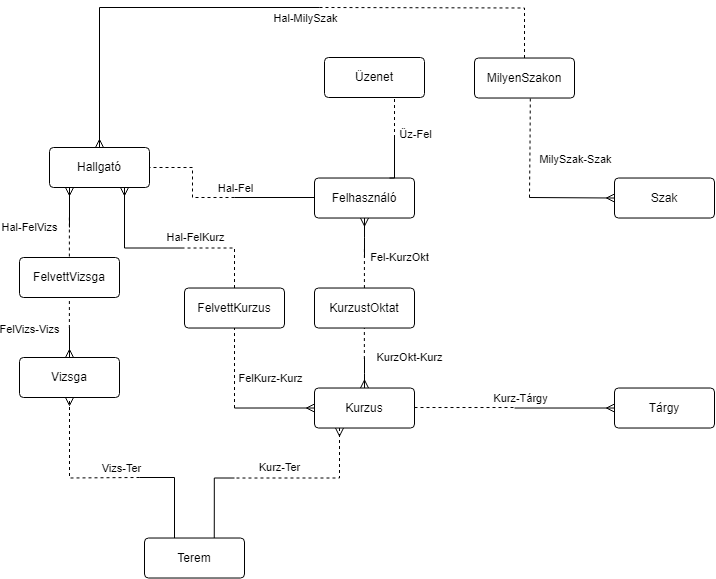 Hal-MilySzak
Üzenet
MilyenSzakon
Üz-Fel
Hallgató
MilySzak-Szak
Hal-Fel
Felhasználó
Szak
Hal-FelVizs
Hal-FelKurz
Fel-KurzOkt
FelvettVizsga
FelvettKurzus
KurzustOktat
FelVizs-Vizs
KurzOkt-Kurz
Vizsga
FelKurz-Kurz
Kurzus
Kurz-Tárgy
Tárgy
Vizs-Ter
Kurz-Ter
Terem